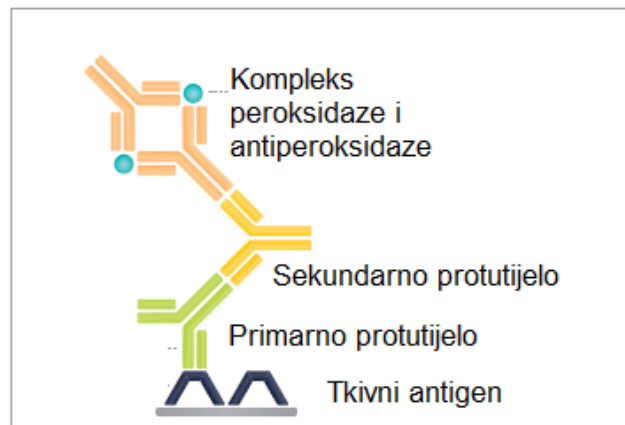 Kompleks
peroksidaze i
antiperoksidaze
Sekundarno protutijelo
Primarno protutijelo
Tkivni antigen